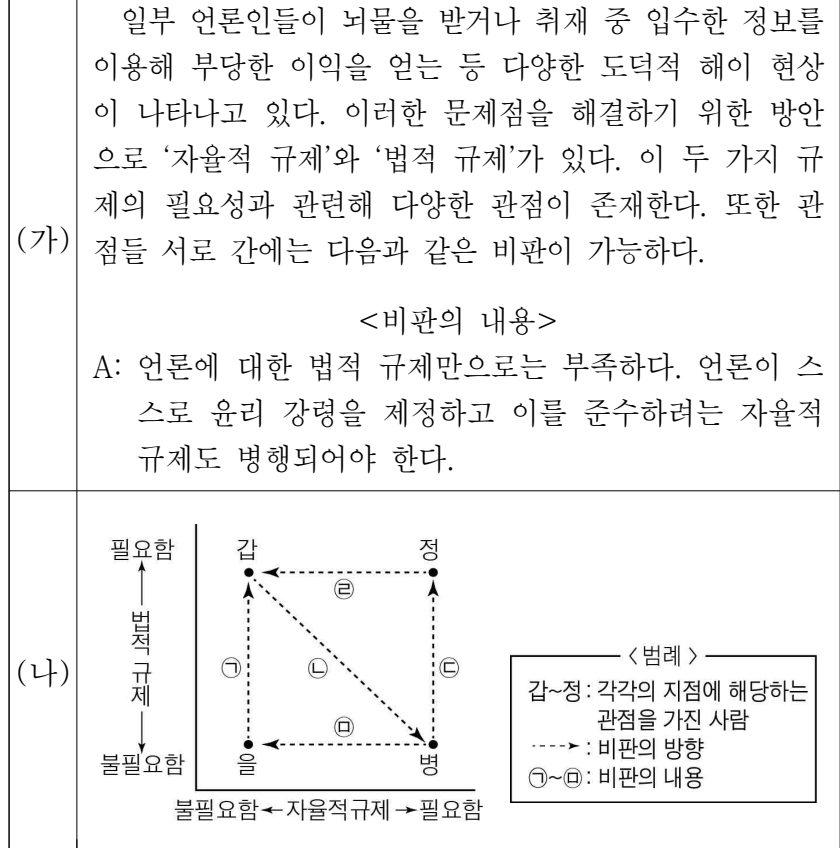 (가)
일부 언론인들이 뇌물을 받거나 취재 중 입수한 정보를
이용해 부당한 이익을 얻는 등 다양한 도덕적 해이 현상
이 나타나고 있다. 이러한 문제점을 해결하기 위한 방안
으로 ‘자율적 규제’와 ‘법적 규제’가 있다. 이 두 가지 규
제의 필요성과 관련해 다양한 관점이 존재한다. 또한 관
점들 서로 간에는 다음과 같은 비판이 가능하다.
<비판의 내용>
A: 언론에 대한 법적 규제만으로는 부족하다. 언론이 스
스로 윤리 강령을 제정하고 이를 준수하려는 자율적
규제도 병행되어야 한다.
(나)
필요함
법적 규제
불필요함
갑
정
㉣
㉠
㉡
㉢
㉤
을
병
불필요함←자율적규제→필요함
<범례>
갑~정: 각각의 지점에 해당하는
관점을 가진 사람
: 비판의 방향
㉠~㉤: 비판의 내용